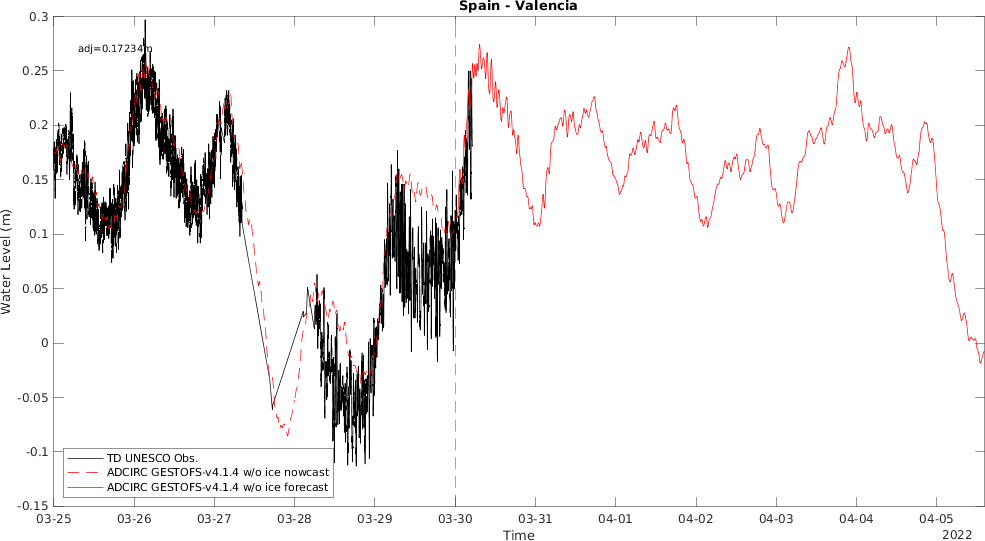 Spain - Valencia
adj=0.17234m
Water Level (m)
0.3
0.25
0.2
0.15
0.1
0.05
0
-0.05
-0.1
-0.15
TD UNESCO Obs.
ADCIRC GESTOFS-v4.1.4 w/o ice nowcast
ADCIRC GESTOFS-v4.1.4 w/o ice forecast
03-25 03-26 03-27 03-28 03-29 03-30 03-31 04-01 04-02 04-03 04-04 04-05
Time
2022